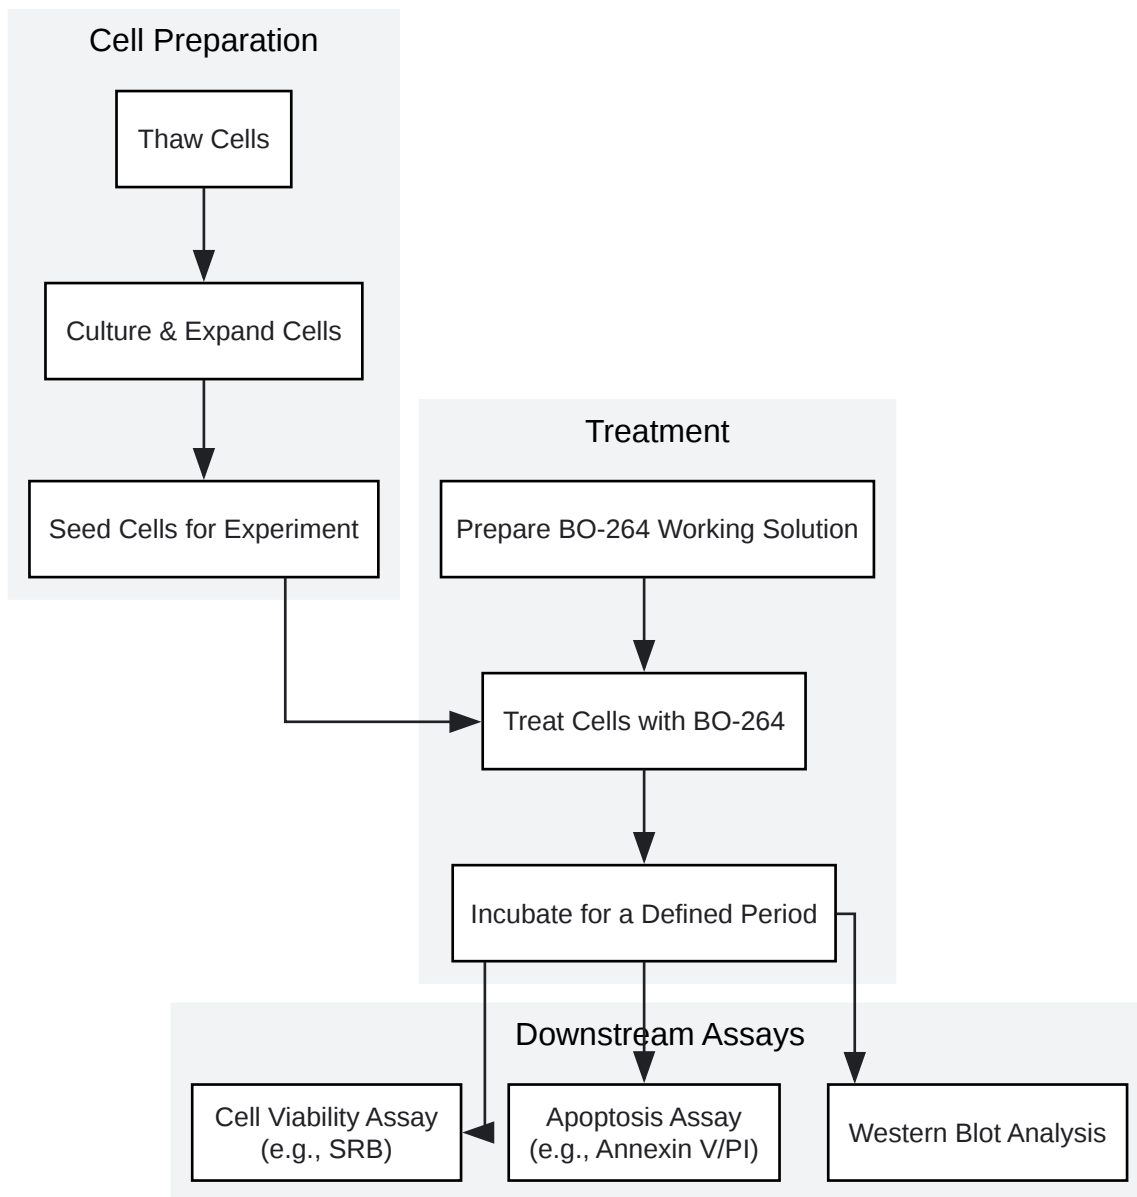 Cell Preparation
Thaw Cells
Culture & Expand Cells
Seed Cells for Experiment
Treatment
Prepare BO-264 Working Solution
Treat Cells with BO-264
Incubate for a Defined Period
Downstream Assays
Cell Viability Assay
(e.g., SRB)
Apoptosis Assay
(e.g., Annexin V/PI)
Western Blot Analysis